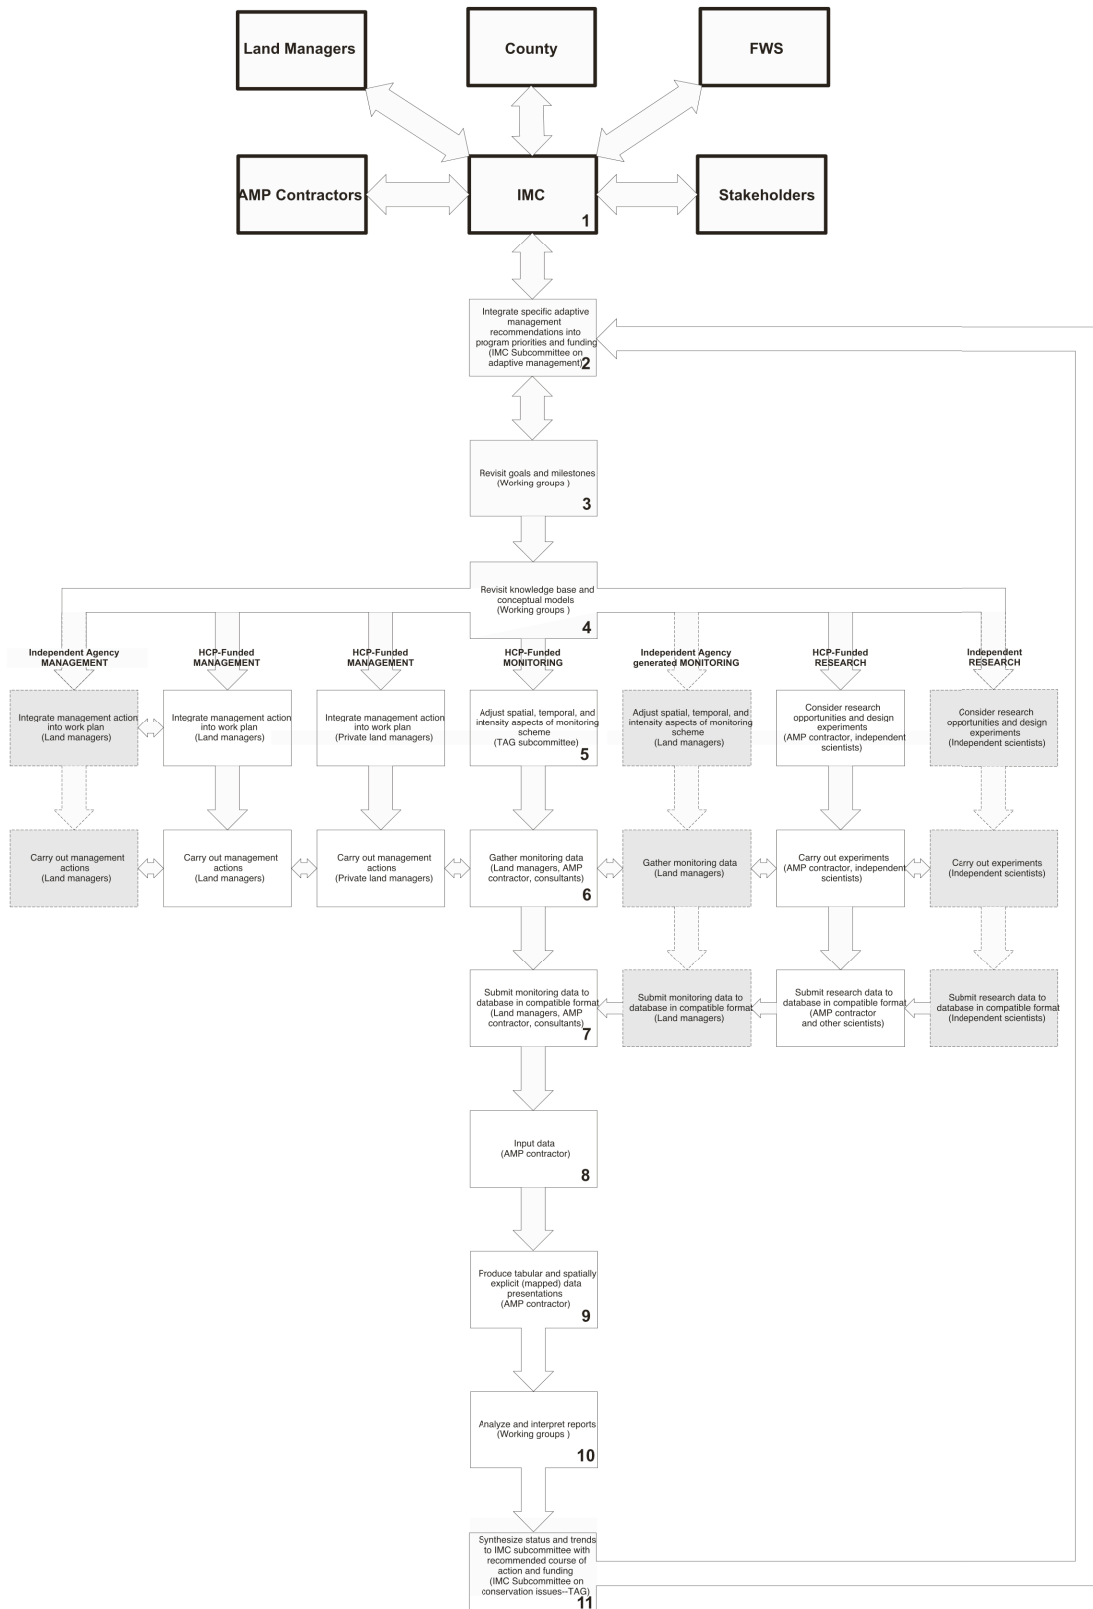 Land Managers
County
FWS
AMP Contractors
IMC
1
Stakeholders
Integrate specific adaptive
management
recommendations into
program priorities and funding
(IMC Subcommittee on
adaptive management)
2
Revisit goals and milestones
(Working groups )
3
Revisit knowledge base and
conceptual models
(Working groups )
4
Independent Agency
MANAGEMENT
HCP-Funded
MANAGEMENT
HCP-Funded
MANAGEMENT
HCP-Funded
MONITORING
Independent Agency
generated MONITORING
HCP-Funded
RESEARCH
Independent
RESEARCH
Integrate management action
into work plan
(Land managers)
Integrate management action
into work plan
(Land managers)
Integrate management action
into work plan
(Private land managers)
Adjust spatial, temporal, and
intensity aspects of monitoring
scheme
(TAG subcommittee)
5
Adjust spatial, temporal, and
intensity aspects of monitoring
scheme
(Land managers)
Consider research
opportunities and design
experiments
(AMP contractor, independent
scientists)
Consider research
opportunities and design
experiments
(Independent scientists)
Carry out management
actions
(Land managers)
Carry out management
actions
(Land managers)
Carry out management
actions
(Private land managers)
Gather monitoring data
(Land managers, AMP
contractor, consultants)
6
Gather monitoring data
(Land managers)
Carry out experiments
(AMP contractor, independent
scientists)
Carry out experiments
(Independent scientists)
Submit monitoring data to
database in compatible format
(Land managers, AMP
contractor, consultants)
7
Submit monitoring data to
database in compatible format
(Land managers)
Submit research data to
database in compatible format
(AMP contractor
and other scientists)
Submit research data to
database in compatible format
(Independent scientists)
Input data
(AMP contractor)
8
Produce tabular and spatially
explicit (mapped) data
presentations
(AMP contractor)
9
Analyze and interpret reports
(Working groups )
10
Synthesize status and trends
to IMC subcommittee with
recommended course of
action and funding
(IMC Subcommittee on
conservation issues--TAG)
11